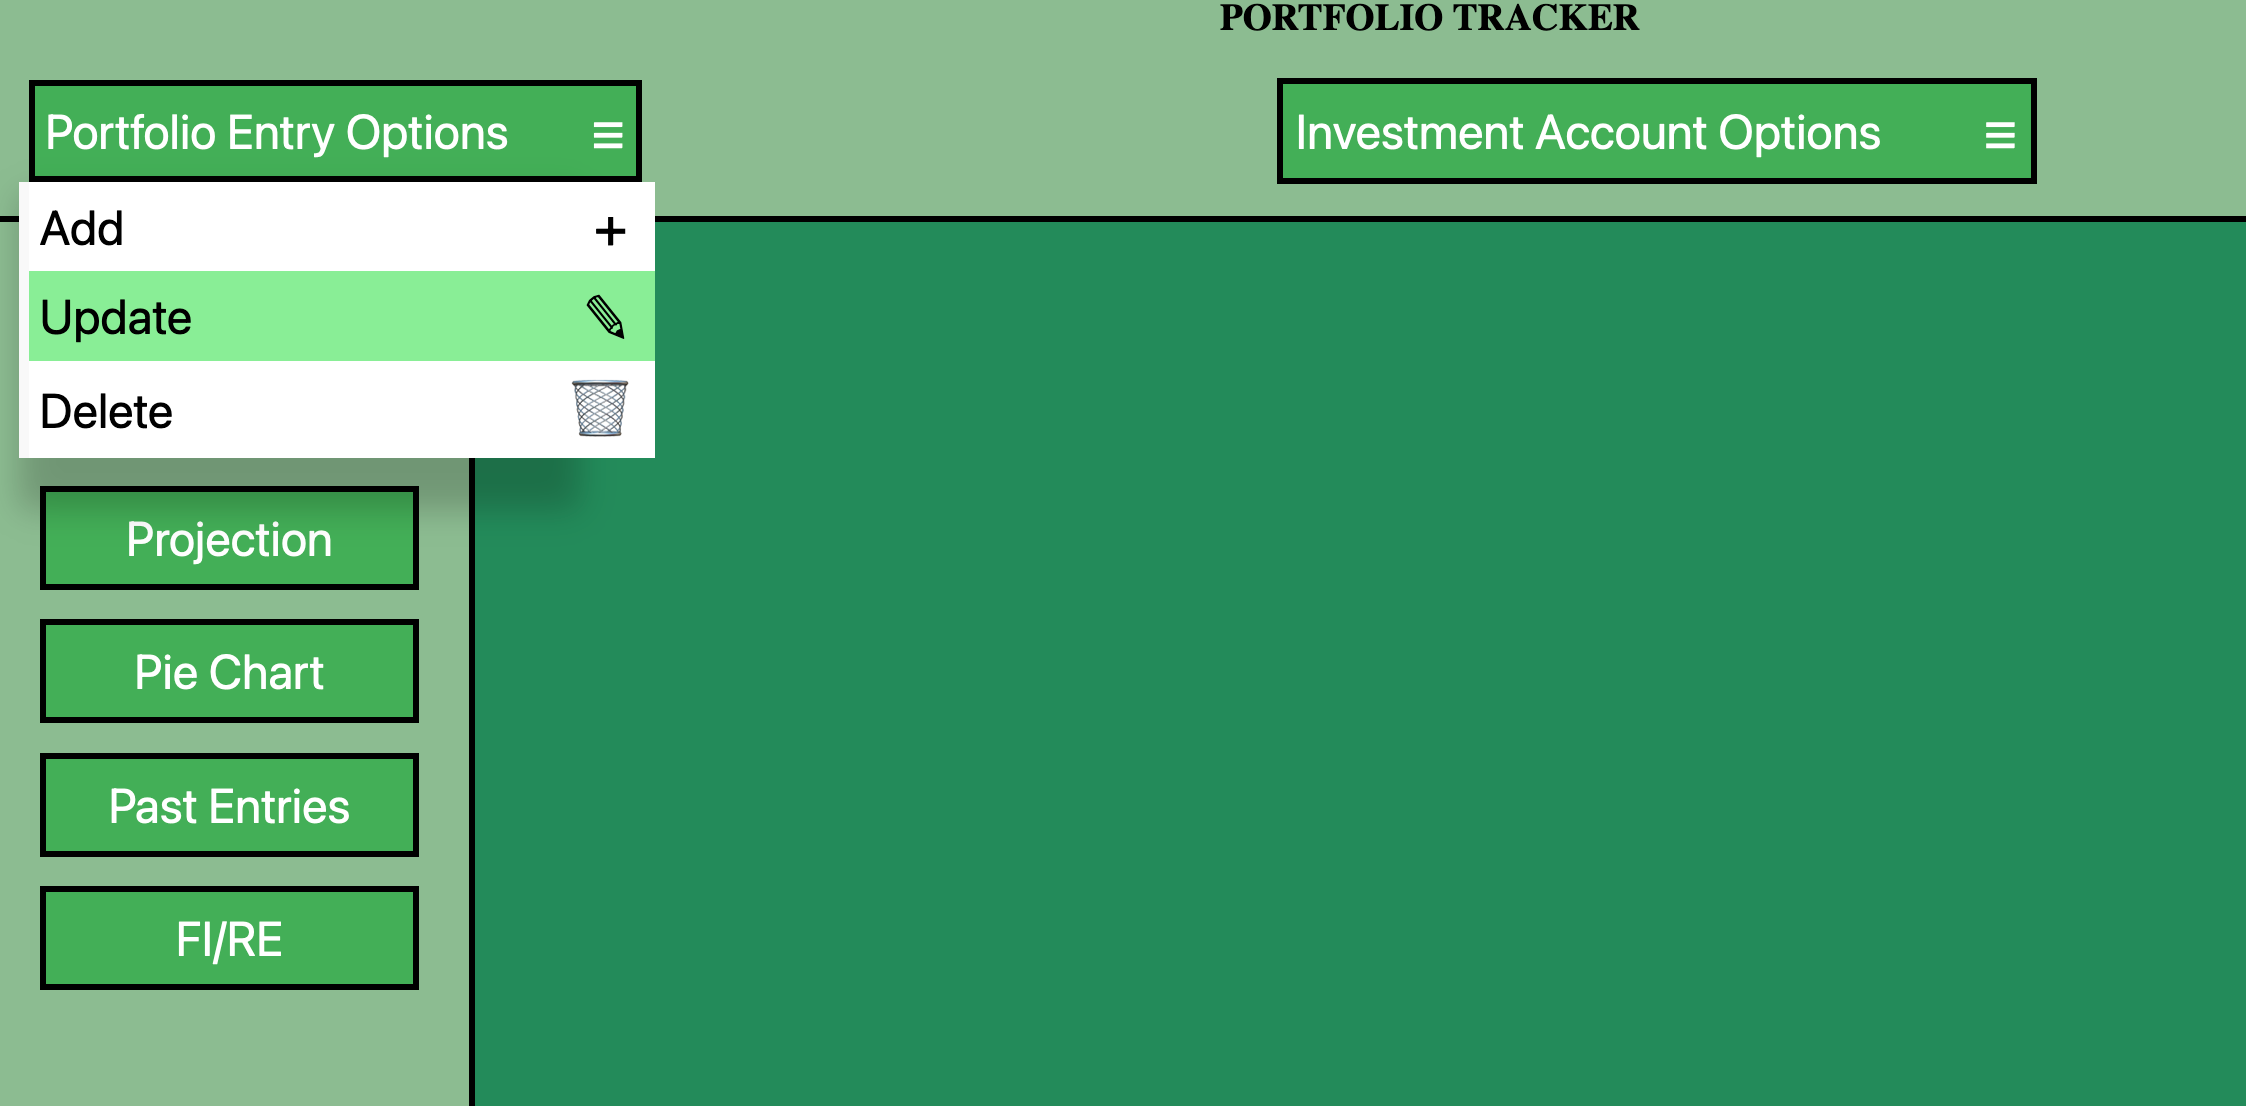 PORTFOLIO TRACKER
Portfolio Entry Options ☰
Investment Account Options ☰
Add +
Update
Delete
Projection
Pie Chart
Past Entries
FI/RE